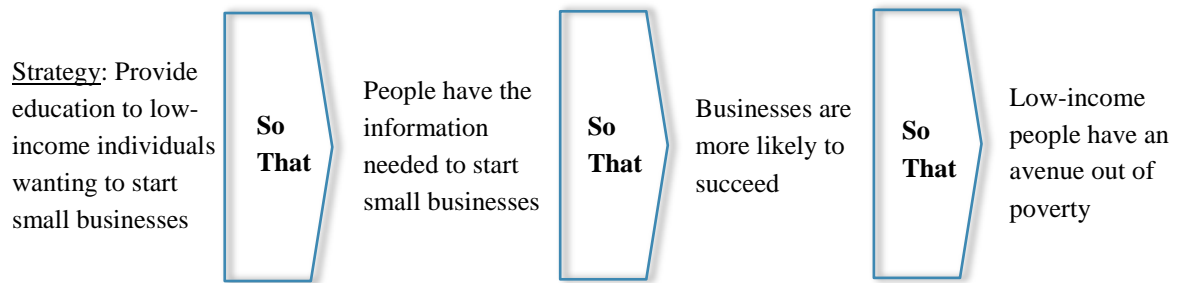 Strategy: Provide
education to low-
income individuals
wanting to start
small businesses
So
That
People have the
information
needed to start
small businesses
So
That
Businesses are
more likely to
succeed
So
That
Low-income
people have an
avenue out of
poverty